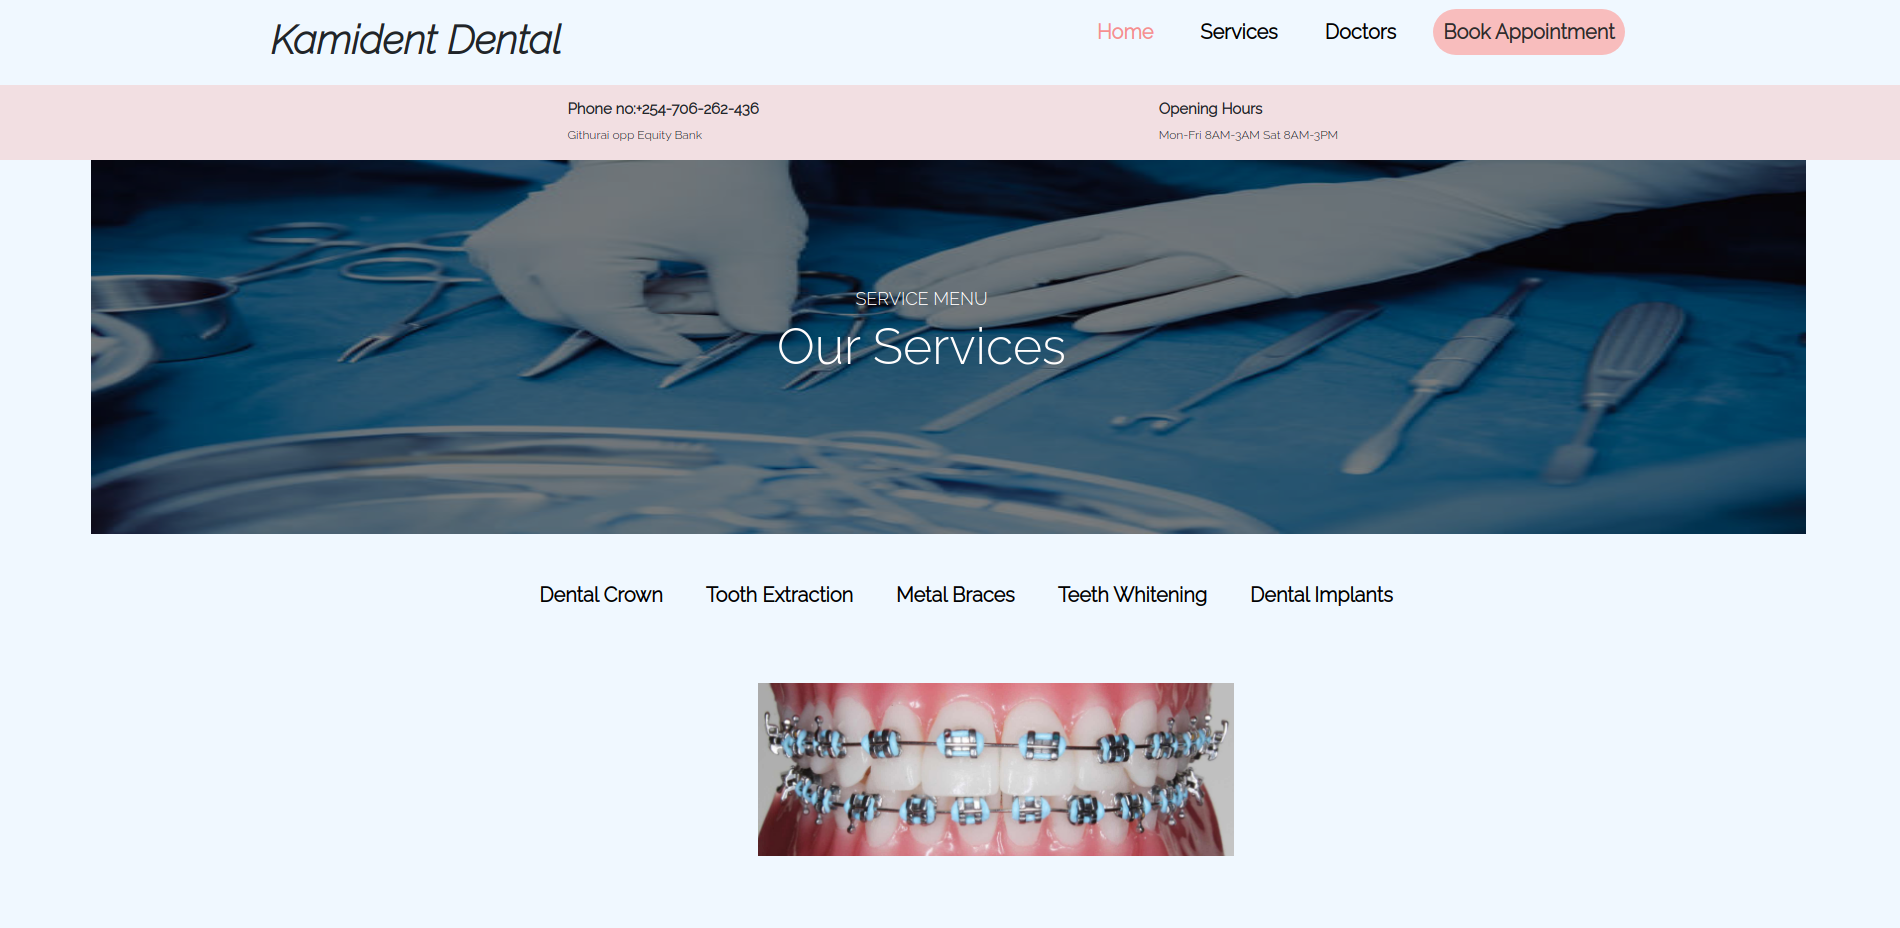 Kamident Dental
Home Services Doctors Book Appointment
Phone no:+254-706-262-436
Githurai opp Equity Bank
Opening Hours
Mon-Fri 8AM-3AM Sat 8AM-3PM
SERVICE MENU
Our Services
Dental Crown Tooth Extraction Metal Braces Teeth Whitening Dental Implants